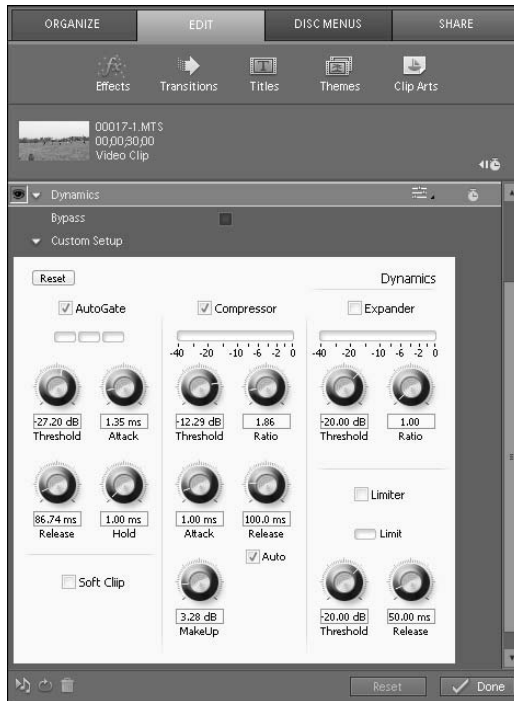 ORGANIZE EDIT DISC MENUS SHARE
Effects Transitions Titles Themes Clip Arts
00017-1.MTS
00;00;30;00
Video Clip
Dynamics
Bypass
Custom Setup
Reset Dynamics
AutoGate Compressor Expander
-40 -20 -10 -6 -2 0 -40 -20 -10 -6 -2 0
-27.20 dB 1.35 ms -12.29 dB 1.86 -20.00 dB 1.00
Threshold Attack Threshold Ratio Threshold Ratio
Limiter
86.74 ms 1.00 ms 1.00 ms 100.0 ms
Release Hold Attack Release Limit
Auto
Soft Cliip
3.28 dB -20.00 dB 50.00 ms
MakeUp Threshold Release
Reset Done